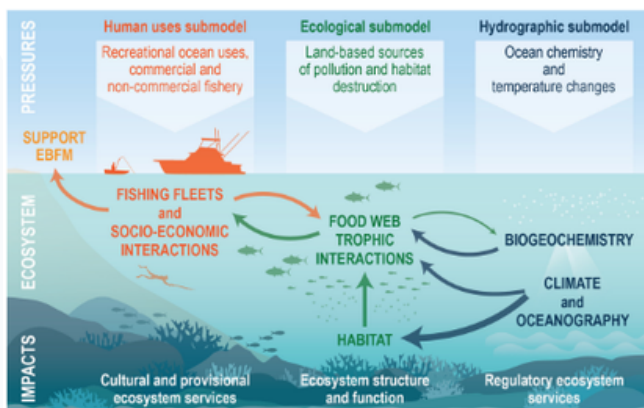 PRESSURES
Human uses submodel
Recreational ocean uses,
commercial and
non-commercial fishery
Ecological submodel
Land-based sources
of pollution and habitat
destruction
Hydrographic submodel
Ocean chemistry
and
temperature changes
SUPPORT
EBFM
ECOSYSTEM
FISHING FLEETS
and
SOCIO-ECONOMIC
INTERACTIONS
FOOD WEB
TROPHIC
INTERACTIONS
BIOGEOCHEMISTRY
CLIMATE
and
OCEANOGRAPHY
HABITAT
IMPACTS
Cultural and provisional
ecosystem services
Ecosystem structure
and function
Regulatory ecosystem
services